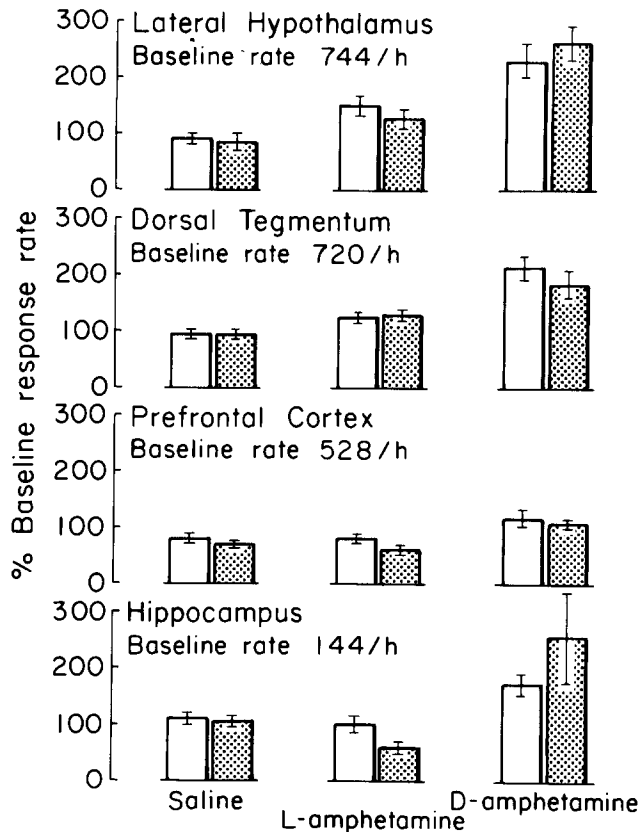 % Baseline response rate
300
200
100
0
Lateral Hypothalamus
Baseline rate 744/h
300
200
100
0
Dorsal Tegmentum
Baseline rate 720/h
300
200
100
0
Prefrontal Cortex
Baseline rate 528/h
300
200
100
0
Hippocampus
Baseline rate 144/h
Saline
L-amphetamine
D-amphetamine